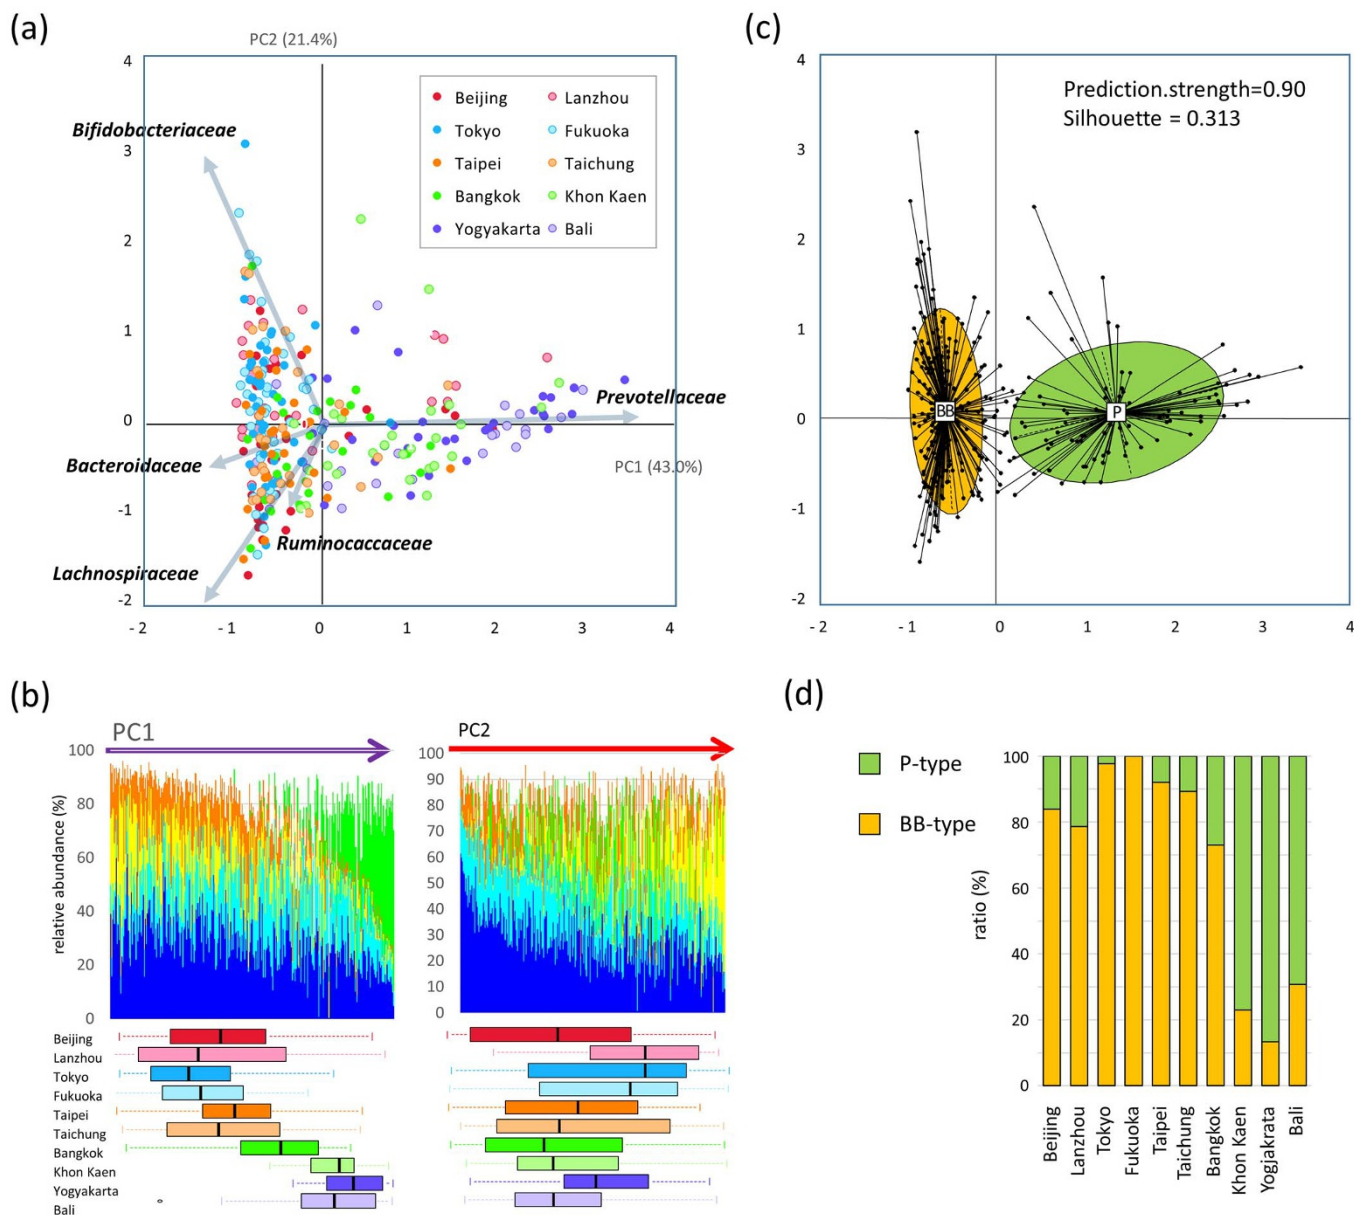 (a)
PC2 (21.4%)
4
3
2
1
0
-1
-2
-2
-1
0
1
2
3
4
Bifidobacteriaceae
Prevotellaceae
Bacteroidaceae
PC1 (43.0%)
Ruminocaccaceae
Lachnospiraceae
Beijing Lanzhou
Tokyo Fukuoka
Taipei Taichung
Bangkok Khon Kaen
Yogyakarta Bali
(c)
4
3
2
1
0
-1
-2
-2
-1
0
1
2
3
4
Prediction.strength=0.90
Silhouette = 0.313
BB
P
(b)
PC1
100
80
60
40
20
0
relative abundance (%)
PC2
100
90
80
70
60
50
40
30
20
10
0
Beijing
Lanzhou
Tokyo
Fukuoka
Taipei
Taichung
Bangkok
Khon Kaen
Yogyakarta
Bali
(d)
P-type
BB-type
100
80
60
40
20
0
ratio (%)
Beijing
Lanzhou
Tokyo
Fukuoka
Taipei
Taichung
Bangkok
Khon Kaen
Yogjakrata
Bali